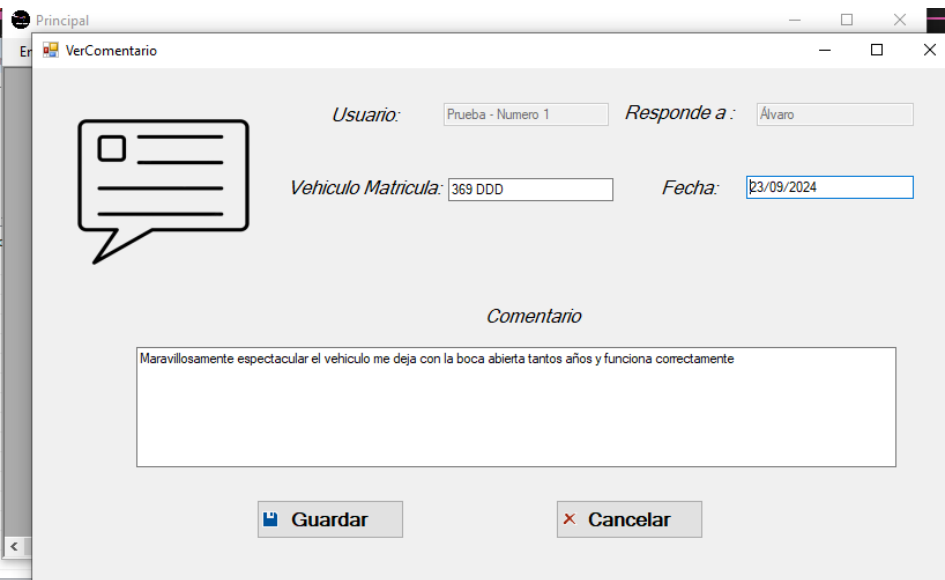 Principal
En
VerComentario
Usuario: Prueba - Numero 1 Responde a : Álvaro
Vehiculo Matricula: 369 DDD Fecha: 23/09/2024
Comentario
Maravillosamente espectacular el vehiculo me deja con la boca abierta tantos años y funciona correctamente
Guardar Cancelar